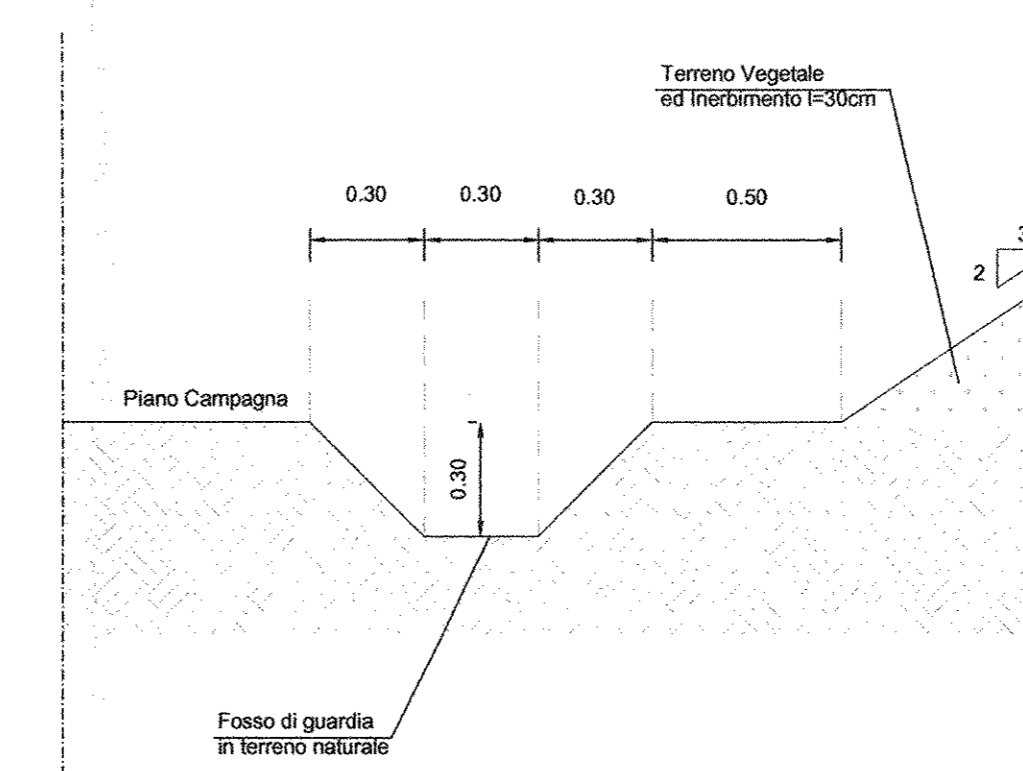 Terreno Vegetale
ed Inerbimento l=30cm
0.30 0.30 0.30 0.50
3
2
Piano Campagna
0.30
Fosso di guardia
in terreno naturale